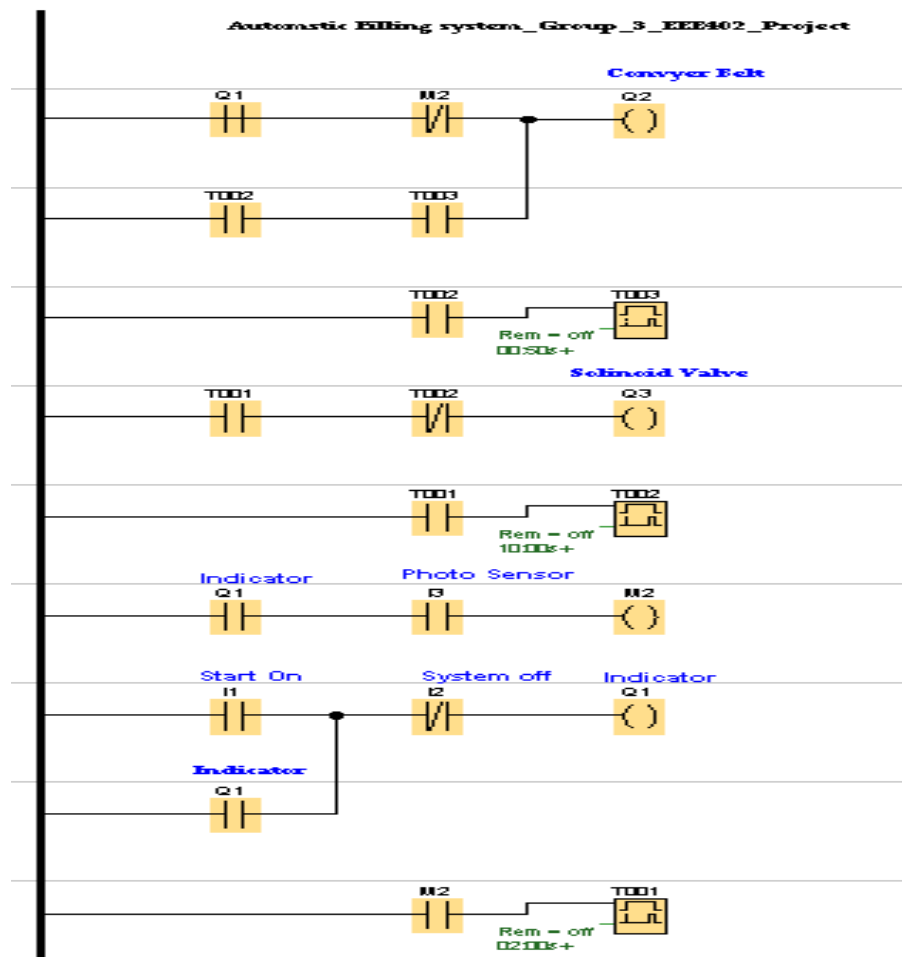 Automstic Filling system_Group_3_EEE402_Project
Convyer Belt
Q1 M2 Q2
T002 T003
T002 T003
Rem = off
00:50s+
Solinoid Valve
T001 T002 Q3
T001 T002
Rem = off
10:00s+
Indicator Photo Sensor
Q1 I3 M2
Start On System off Indicator
I1 I2 Q1
Indicator
Q1
M2 T001
Rem = off
02:00s+